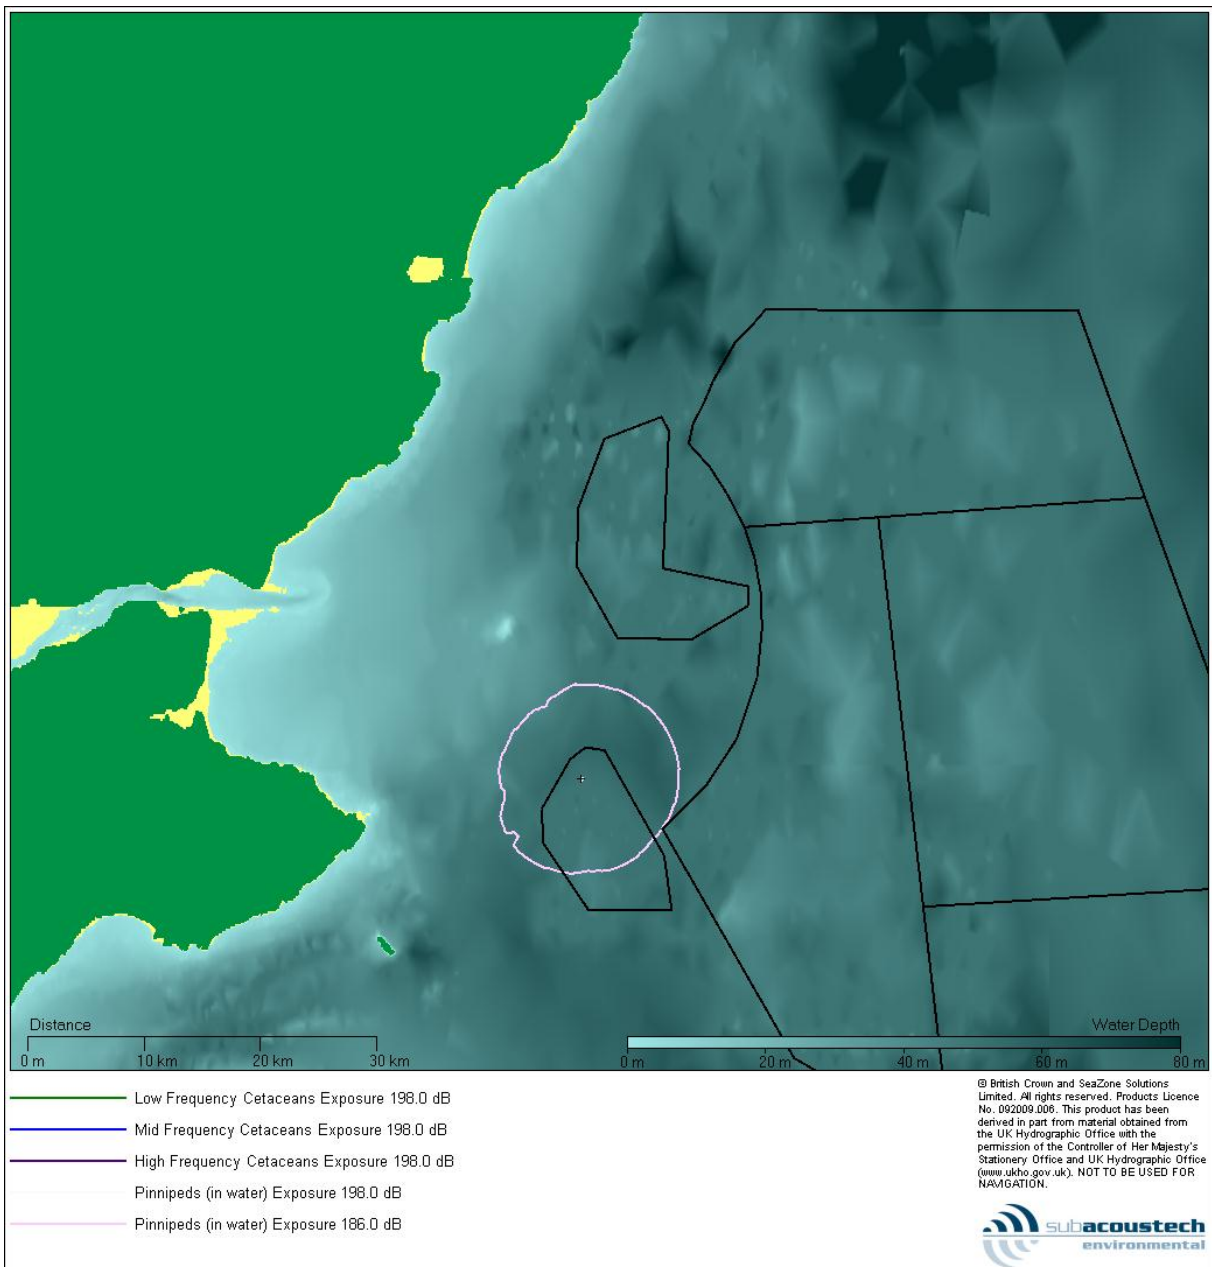 Distance
0 m 10 km 20 km 30 km
Water Depth
0 m 20 m 40 m 60 m 80 m
Low Frequency Cetaceans Exposure 198.0 dB
Mid Frequency Cetaceans Exposure 198.0 dB
High Frequency Cetaceans Exposure 198.0 dB
Pinnipeds (in water) Exposure 198.0 dB
Pinnipeds (in water) Exposure 186.0 dB
© British Crown and SeaZone Solutions
Limited. All rights reserved. Products Licence
No. 092009.006. This product has been
derived in part from material obtained from
the UK Hydrographic Office with the
permission of the Controller of Her Majesty's
Stationery Office and UK Hydrographic Office
(www.ukho.gov.uk). NOT TO BE USED FOR
NAVIGATION.
subacoustech
environmental